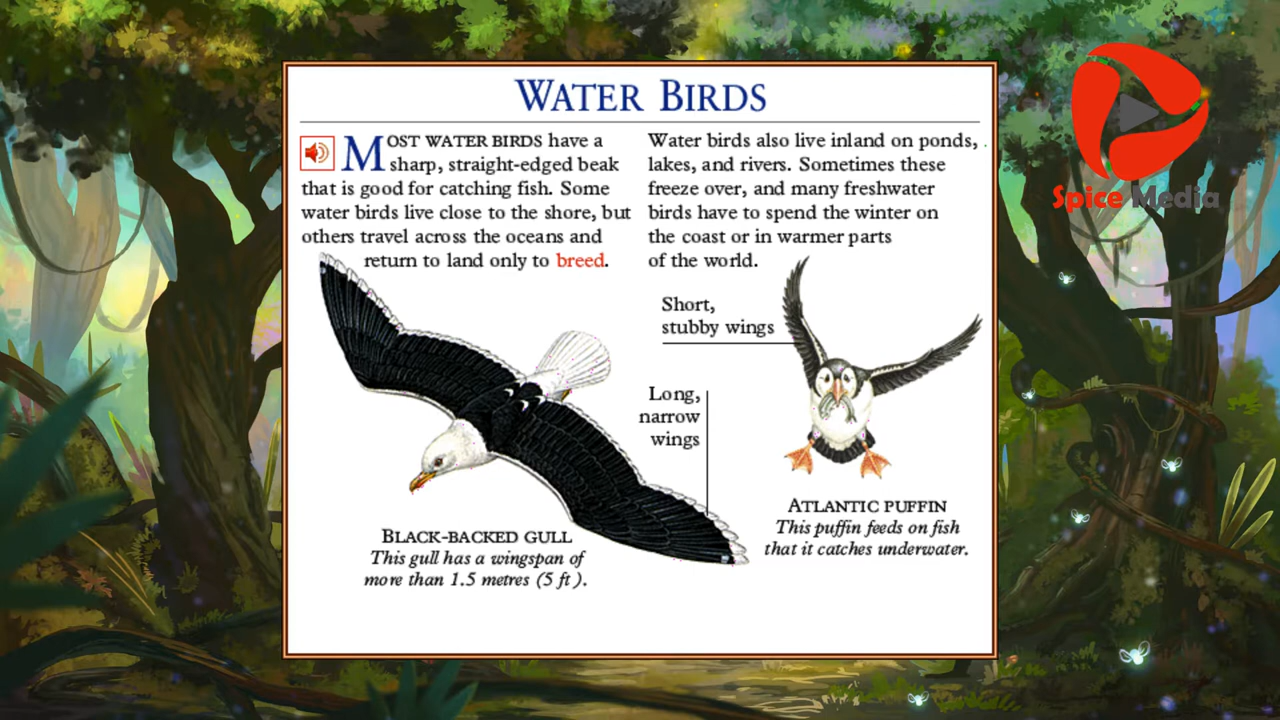 WATER BIRDS
MOST WATER BIRDS have a
sharp, straight-edged beak
that is good for catching fish. Some
water birds live close to the shore, but
others travel across the oceans and
return to land only to breed.
Water birds also live inland on ponds,
lakes, and rivers. Sometimes these
freeze over, and many freshwater
birds have to spend the winter on
the coast or in warmer parts
of the world.
Short,
stubby wings
Long,
narrow
wings
BLACK-BACKED GULL
This gull has a wingspan of
more than 1.5 metres (5 ft).
ATLANTIC PUFFIN
This puffin feeds on fish
that it catches underwater.
Spice Media